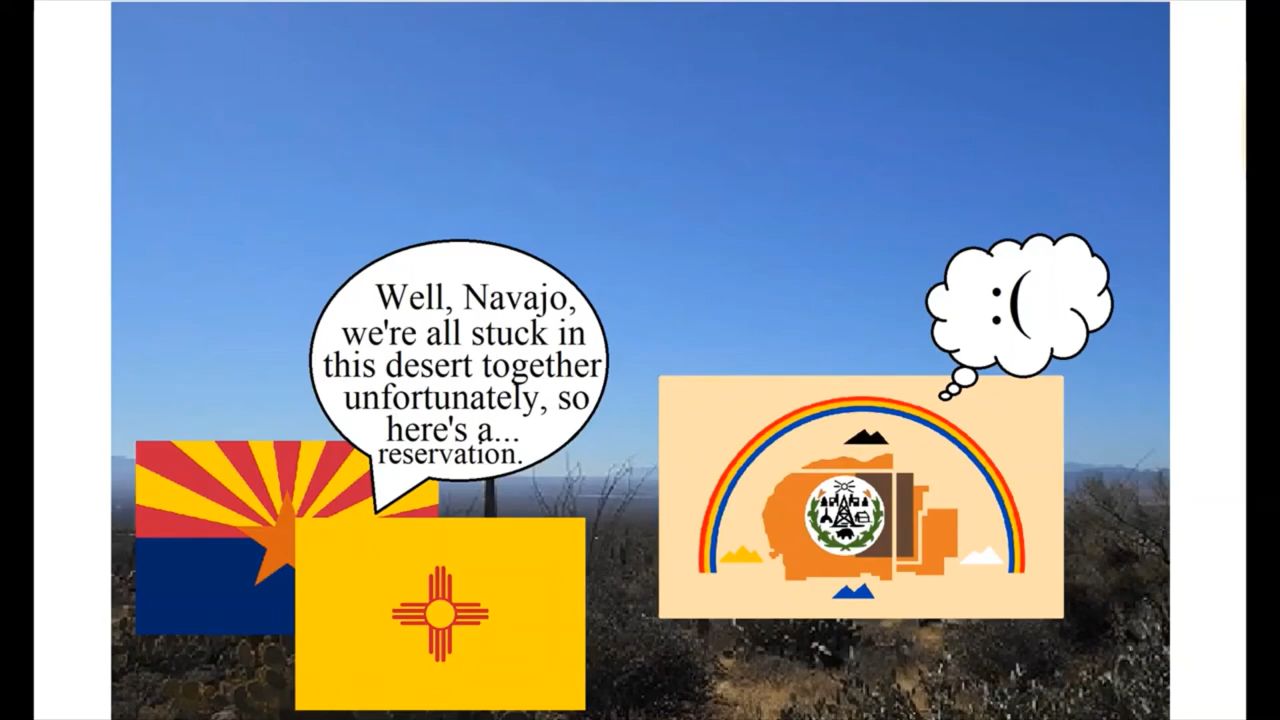 Well, Navajo,
we're all stuck in
this desert together
unfortunately, so
here's a...
reservation.
:(